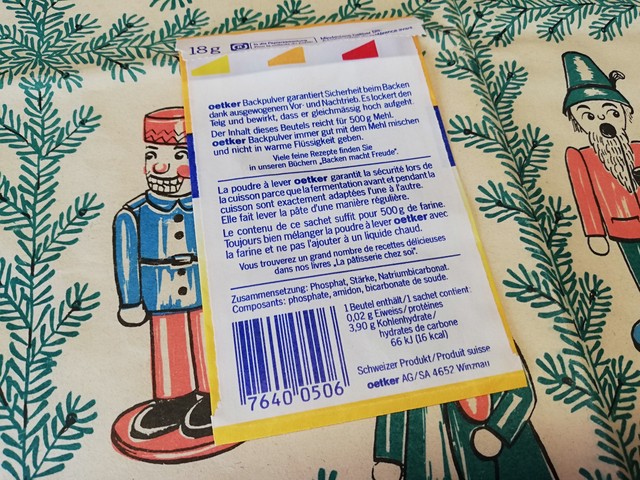 18g
oetker Backpulver garantiert Sicherheit beim Backen
dank ausgewogenem Vor- und Nachtrieb. Es lockert den
Teig und bewirkt, dass er gleichmässig hoch aufgeht.
Der Inhalt dieses Beutels reicht für 500g Mehl.
oetker Backpulver immer gut mit dem Mehl mischen
und nicht in warme Flüssigkeit geben.
Viele feine Rezepte finden Sie
in unseren Büchern „Backen macht Freude".
La poudre à lever oetker garantit la sécurité lors de
la cuisson parce que la fermentation avant et pendant la
cuisson sont exactement adaptées l'une à l'autre.
Elle fait lever la pâte d'une manière régulière.
Le contenu de ce sachet suffit pour 500g de farine.
Toujours bien mélanger la poudre à lever oetker avec
la farine et ne pas l'ajouter à un liquide chaud.
Vous trouverez un grand nombre de recettes délicieuses
dans nos livres „La pâtisserie chez soi".
Zusammensetzung: Phosphat, Stärke, Natriumbicarbonat.
Composants: phosphate, amidon, bicarbonate de soude.
1 Beutel enthält/1 sachet contient:
0,02 g Eiweiss/protéines
3,90 g Kohlenhydrate/
hydrates de carbone
66 kJ (16 kcal)
7640 0506
Schweizer Produkt/Produit suisse
oetker AG/SA 4652 Winznau